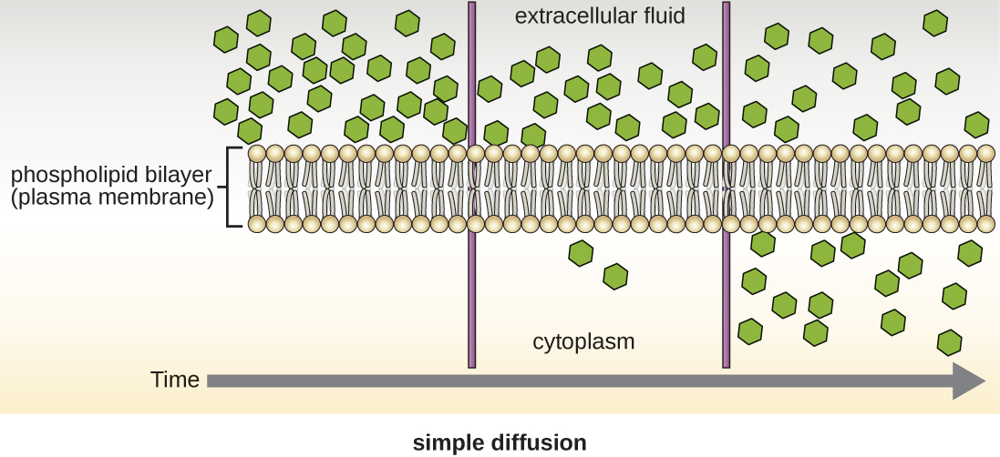 extracellular fluid
phospholipid bilayer
(plasma membrane)
cytoplasm
Time
simple diffusion